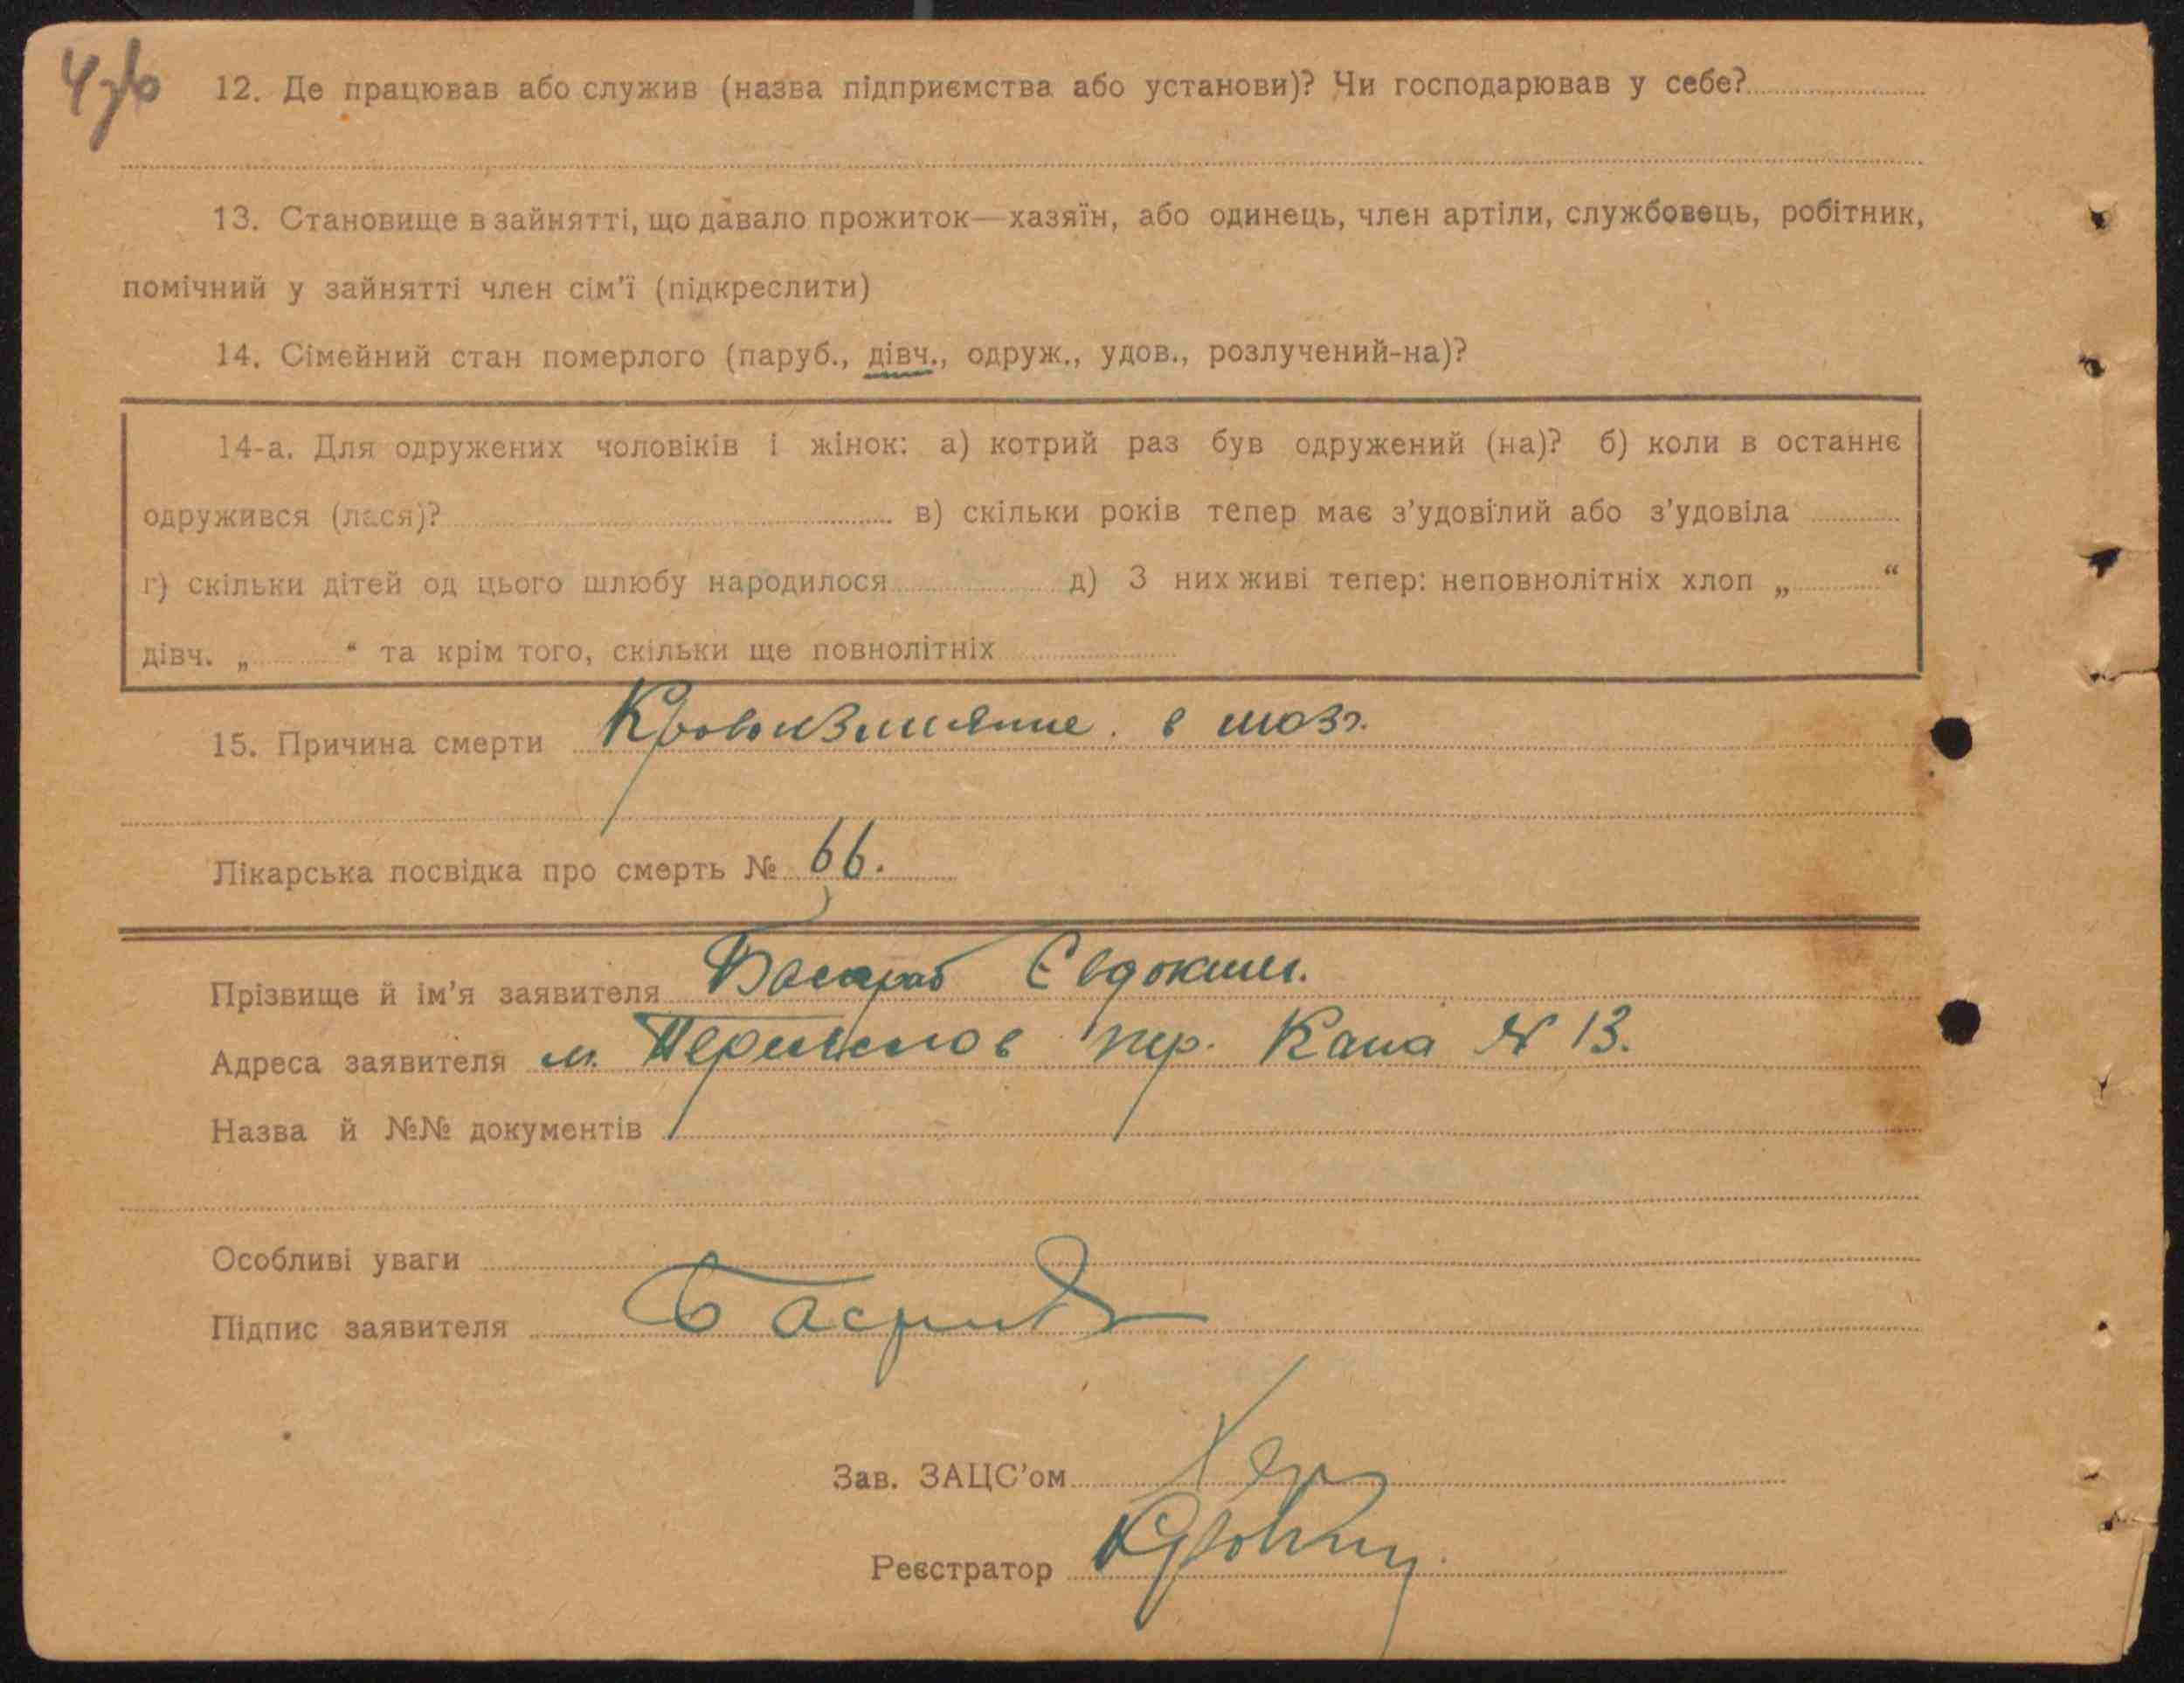 12. Де працював або служив (назва підприємства або установи)? Чи господарював у себе?
13. Становище в зайнятті, що давало прожиток—хазяїн, або одинець, член артіли, службовець, робітник,
помічний у зайнятті член сім’ї (підкреслити)
14. Сімейний стан померлого (паруб., дівч., одруж., удов., розлучений-на)?
14-а. Для одружених чоловіків і жінок: а) котрий раз був одружений (на)? б) коли в останнє
одружився (лася)? в) скільки років тепер має з’удовілий або з’удовіла
г) скільки дітей од цього шлюбу народилося д) З них живі тепер: неповнолітніх хлоп „ “
дівч. „ “ та крім того, скільки ще повнолітніх
15. Причина смерти Кровоизлияние в мозг.
Лікарська посвідка про смерть № 66.
Прізвище й ім’я заявителя Басараб Євдоким.
Адреса заявителя м. пер. №13.
Назва й №№ документів
Особливі уваги
Підпис заявителя
Зав. ЗАЦС’ом
Реєстратор